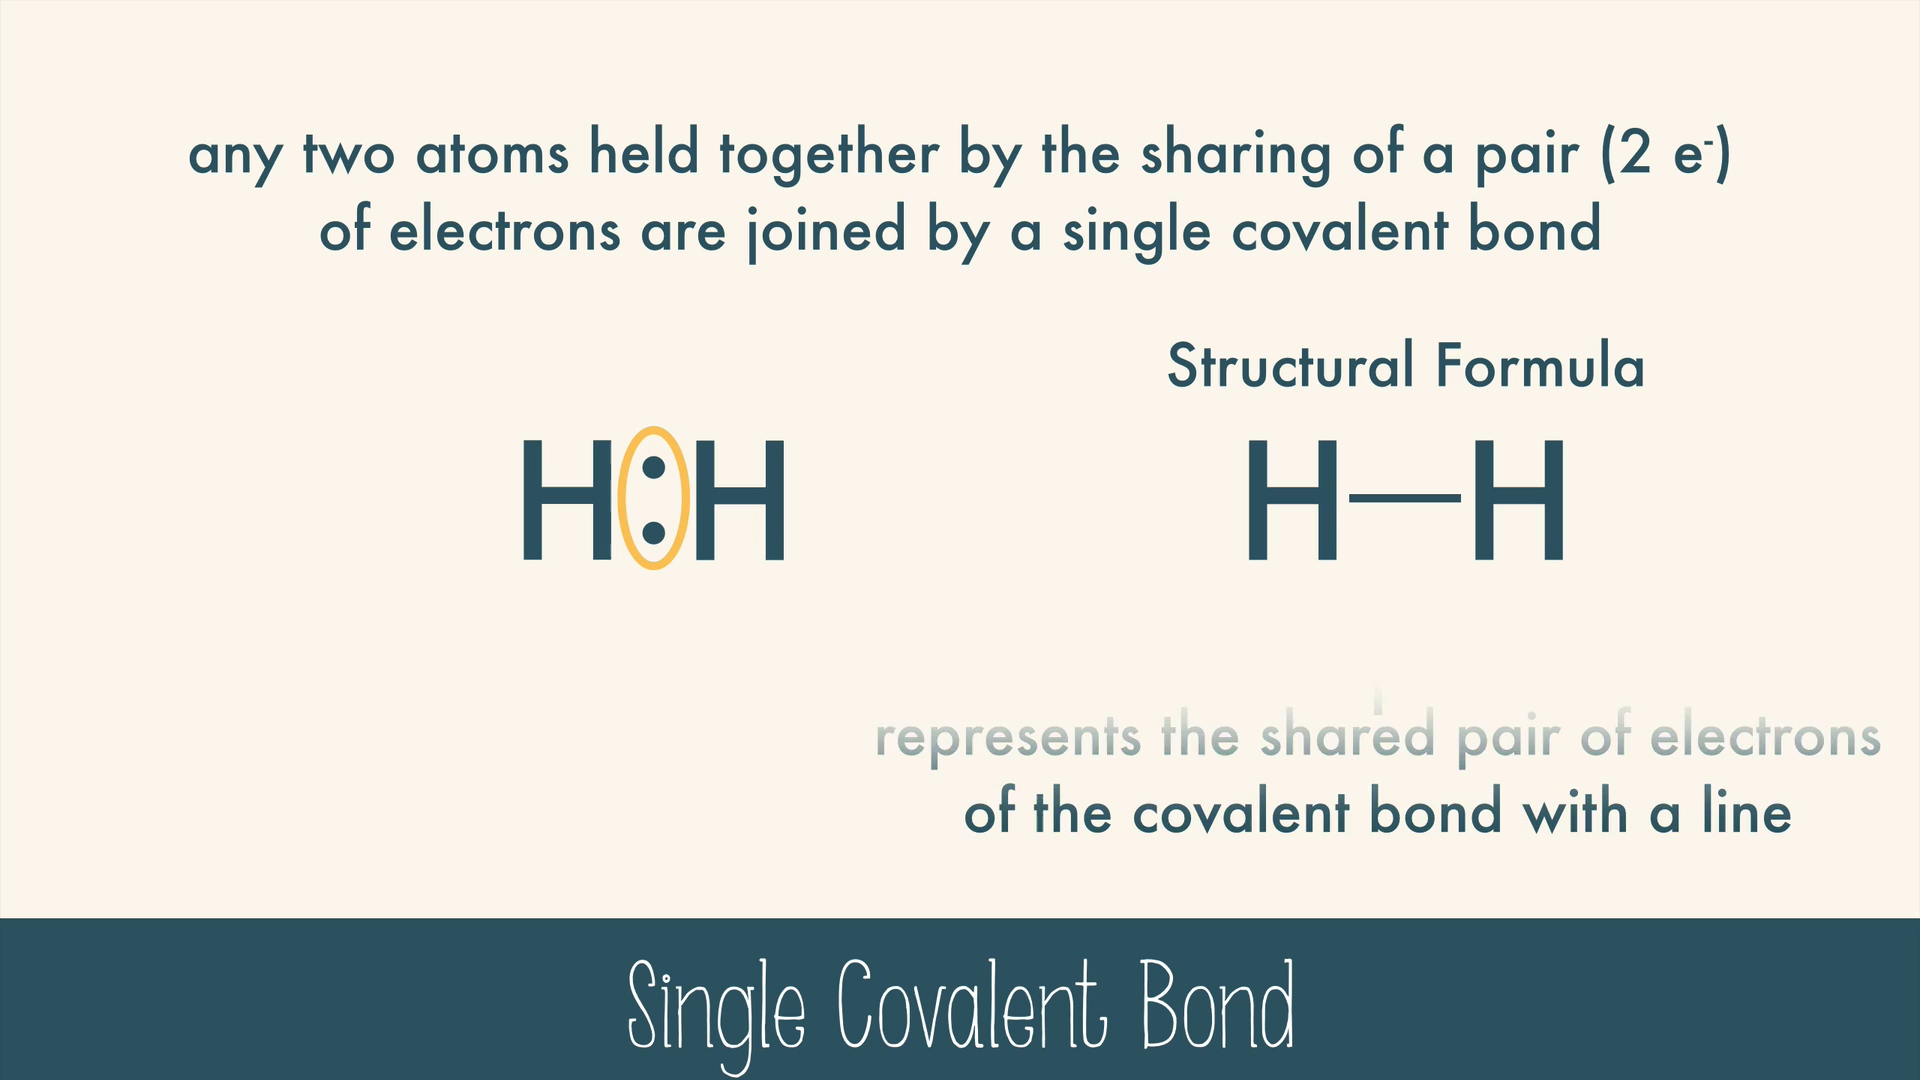 any two atoms held together by the sharing of a pair (2 e⁻)
of electrons are joined by a single covalent bond
Structural Formula
H:H
H—H
represents the shared pair of electrons
of the covalent bond with a line
Single Covalent Bond